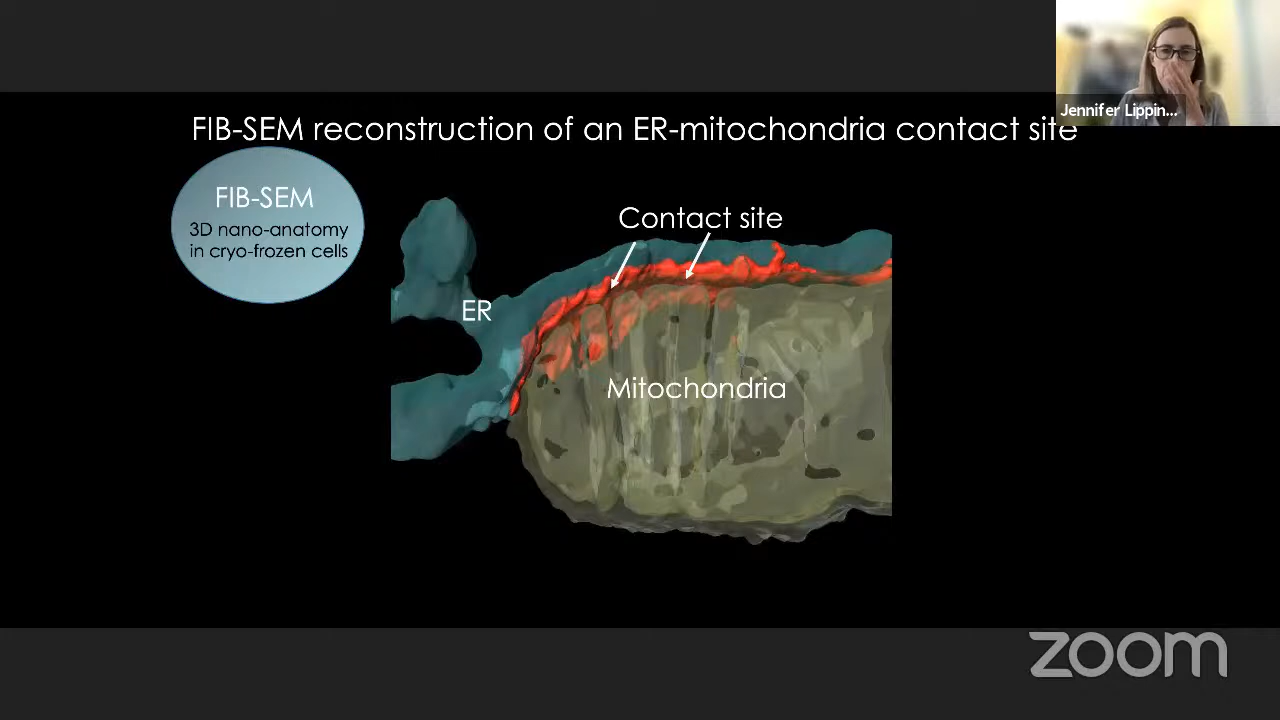 Jennifer Lippin...
FIB-SEM reconstruction of an ER-mitochondria contact site
FIB-SEM
3D nano-anatomy
in cryo-frozen cells
Contact site
ER
Mitochondria
zoom